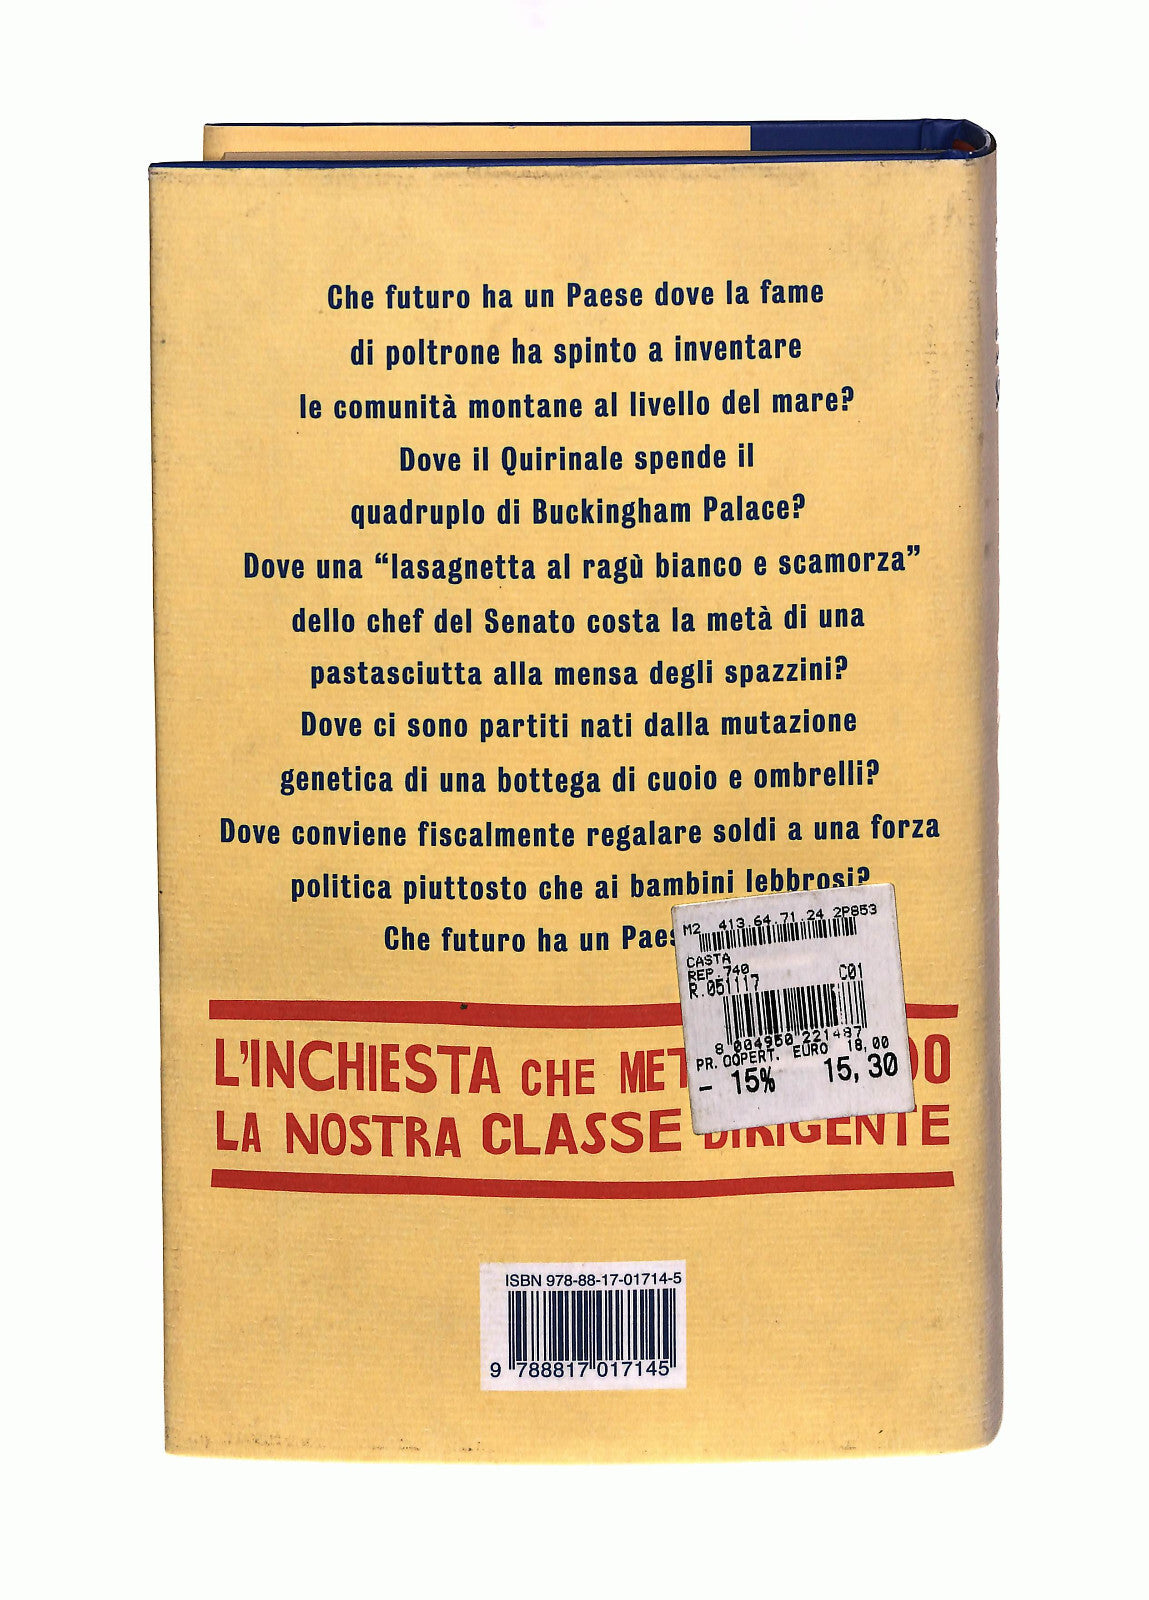 Che futuro ha un Paese dove la fame
di poltrone ha spinto a inventare
le comunità montane al livello del mare?
Dove il Quirinale spende il
quadruplo di Buckingham Palace?
Dove una “lasagnetta al ragù bianco e scamorza”
dello chef del Senato costa la metà di una
pastasciutta alla mensa degli spazzini?
Dove ci sono partiti nati dalla mutazione
genetica di una bottega di cuoio e ombrelli?
Dove conviene fiscalmente regalare soldi a una forza
politica piuttosto che ai bambini lebbrosi?
Che futuro ha un
M2 413.64.71.24 2P853
CASTA
REP.740
R.051117 C01
8 004950 221487
PR. COPERT. EURO 18,00
- 15% 15,30
L'INCHIESTA CHE
LA NOSTRA CLASSE DIRIGENTE
ISBN 978-88-17-01714-5
9 788817 017145